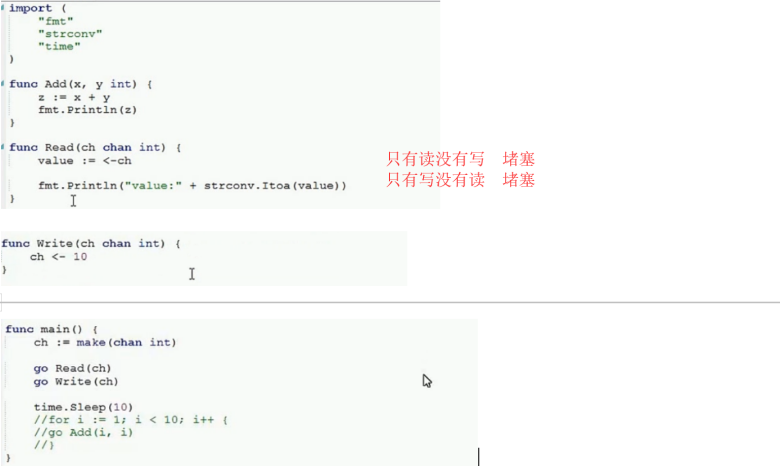 import (
"fmt"
"strconv"
"time"
)
func Add(x, y int) {
z := x + y
fmt.Println(z)
}
func Read(ch chan int) {
value := <-ch
fmt.Println("value:" + strconv.Itoa(value))
}
只有读没有写 堵塞
只有写没有读 堵塞
func Write(ch chan int) {
ch <- 10
}
func main() {
ch := make(chan int)
go Read(ch)
go Write(ch)
time.Sleep(10)
//for i := 1; i < 10; i++ {
//go Add(i, i)
//}
}